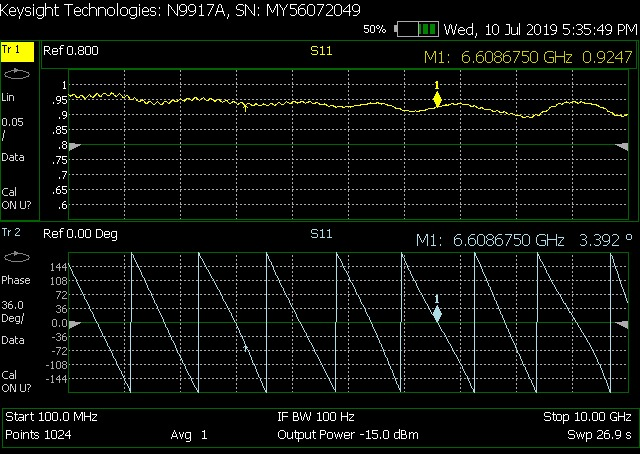 Keysight Technologies: N9917A, SN: MY56072049
50% Wed, 10 Jul 2019 5:35:49 PM
Tr 1 Ref 0.800 S11 M1: 6.6086750 GHz 0.9247
Lin
0.05
/
Data
Cal
ON U?
1
.95
.9
.85
.8
.75
.7
.65
.6
1
Tr 2 Ref 0.00 Deg S11 M1: 6.6086750 GHz 3.392 º
Phase
36.0
Deg/
Data
Cal
ON U?
144
108
72
36
0.0
-36
-72
-108
-144
1
Start 100.0 MHz IF BW 100 Hz Stop 10.00 GHz
Points 1024 Avg 1 Output Power -15.0 dBm Swp 26.9 s